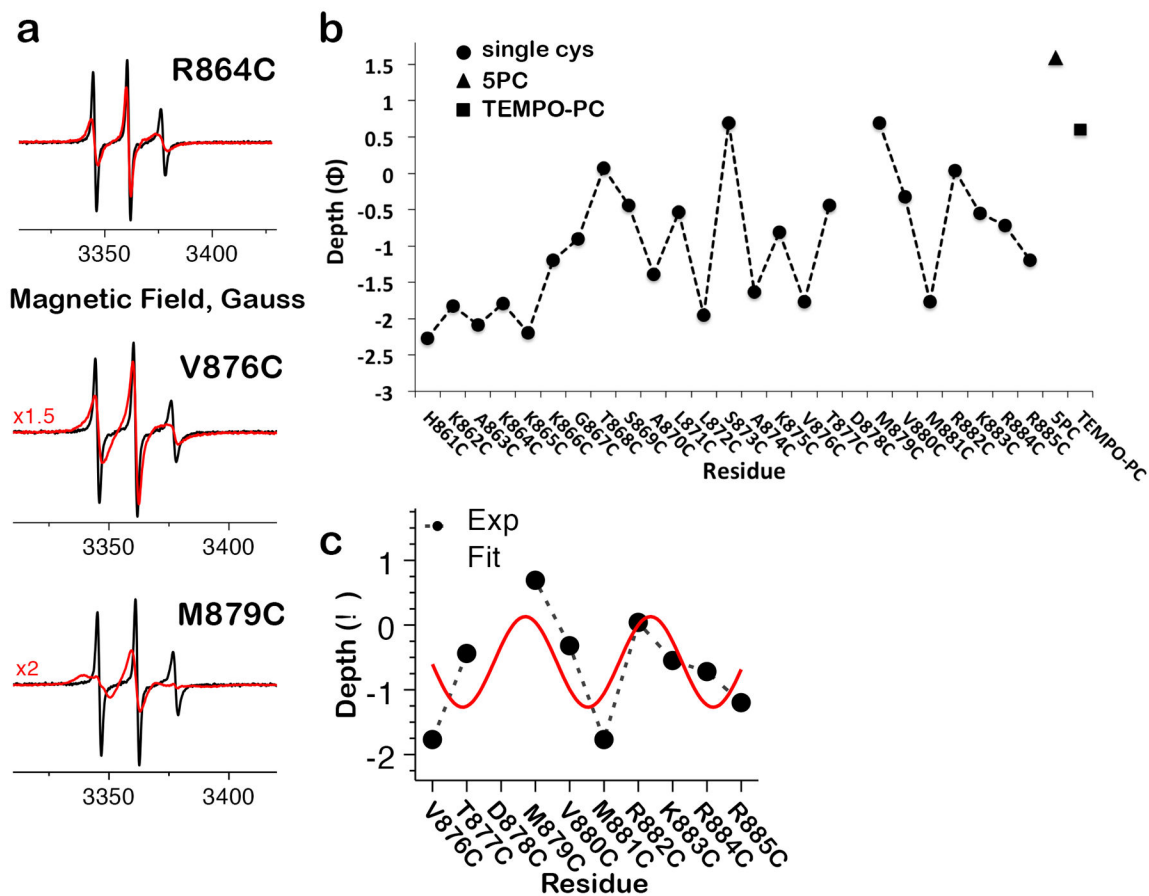 a
R864C
3350 3400
Magnetic Field, Gauss
V876C
x1.5
3350 3400
M879C
x2
3350 3400
b
single cys
5PC
TEMPO-PC
Depth (Φ)
1.5
1
0.5
0
-0.5
-1
-1.5
-2
-2.5
-3
H861C
K862C
A863C
K864C
K865C
K866C
G867C
T868C
S869C
A870C
L871C
L872C
S873C
A874C
K875C
V876C
T877C
D878C
M879C
V880C
M881C
R882C
K883C
R884C
R885C
5PC
TEMPO-PC
Residue
c
Exp
Fit
Depth (! )
1
0
-1
-2
V876C
T877C
D878C
M879C
V880C
M881C
R882C
K883C
R884C
R885C
Residue